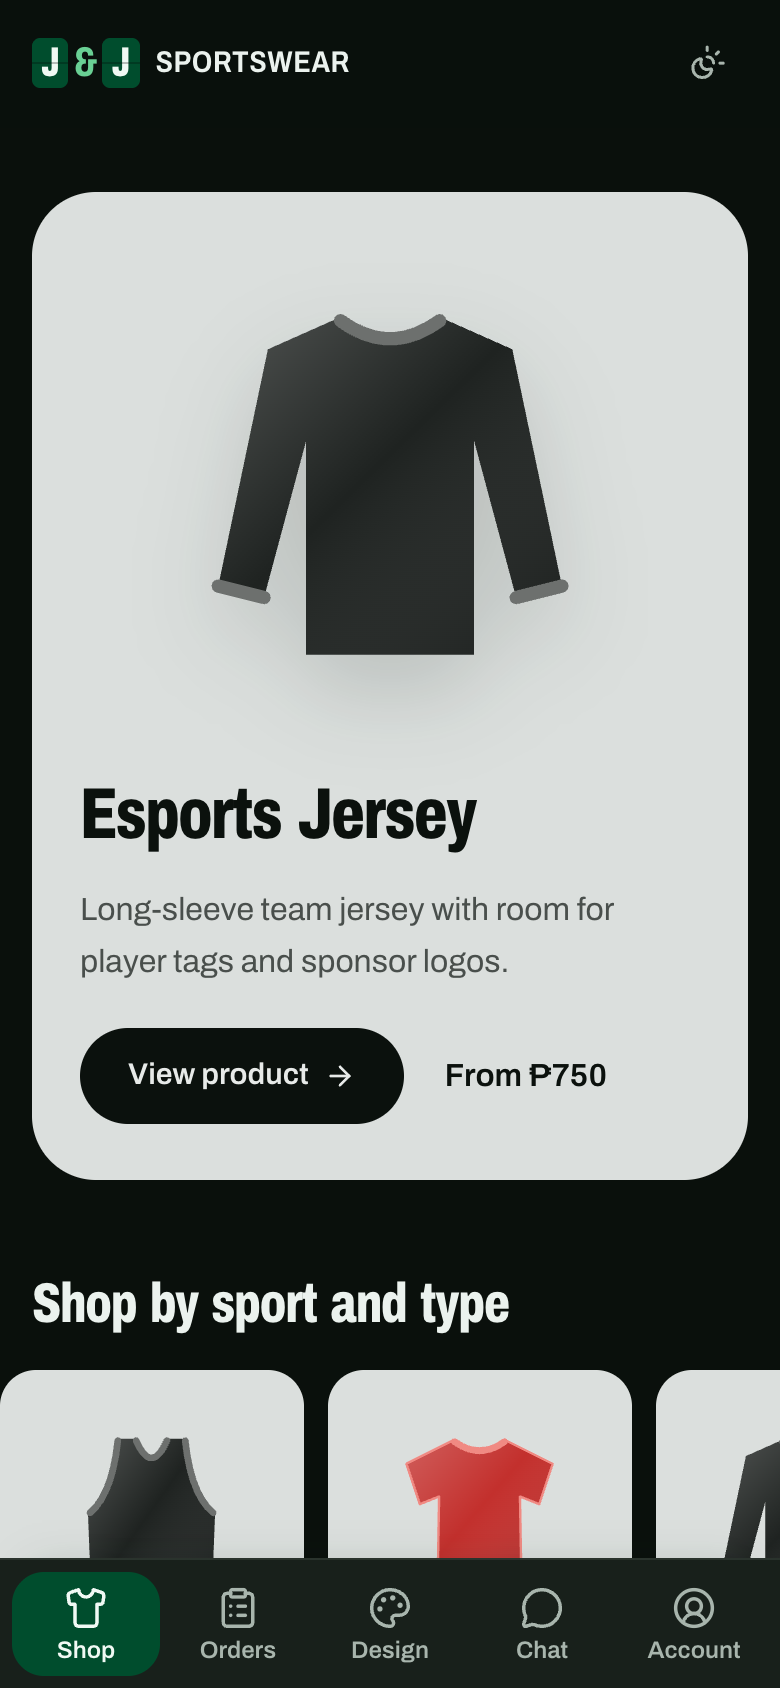 J & J SPORTSWEAR
Esports Jersey
Long-sleeve team jersey with room for
player tags and sponsor logos.
View product →
From ₱750
Shop by sport and type
Shop
Orders
Design
Chat
Account